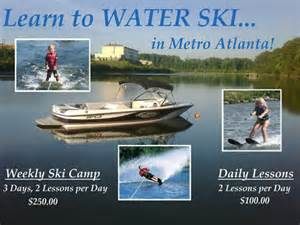 Learn to WATER SKI...
in Metro Atlanta!
Weekly Ski Camp
3 Days, 2 Lessons per Day
$250.00
Daily Lessons
2 Lessons per Day
$100.00